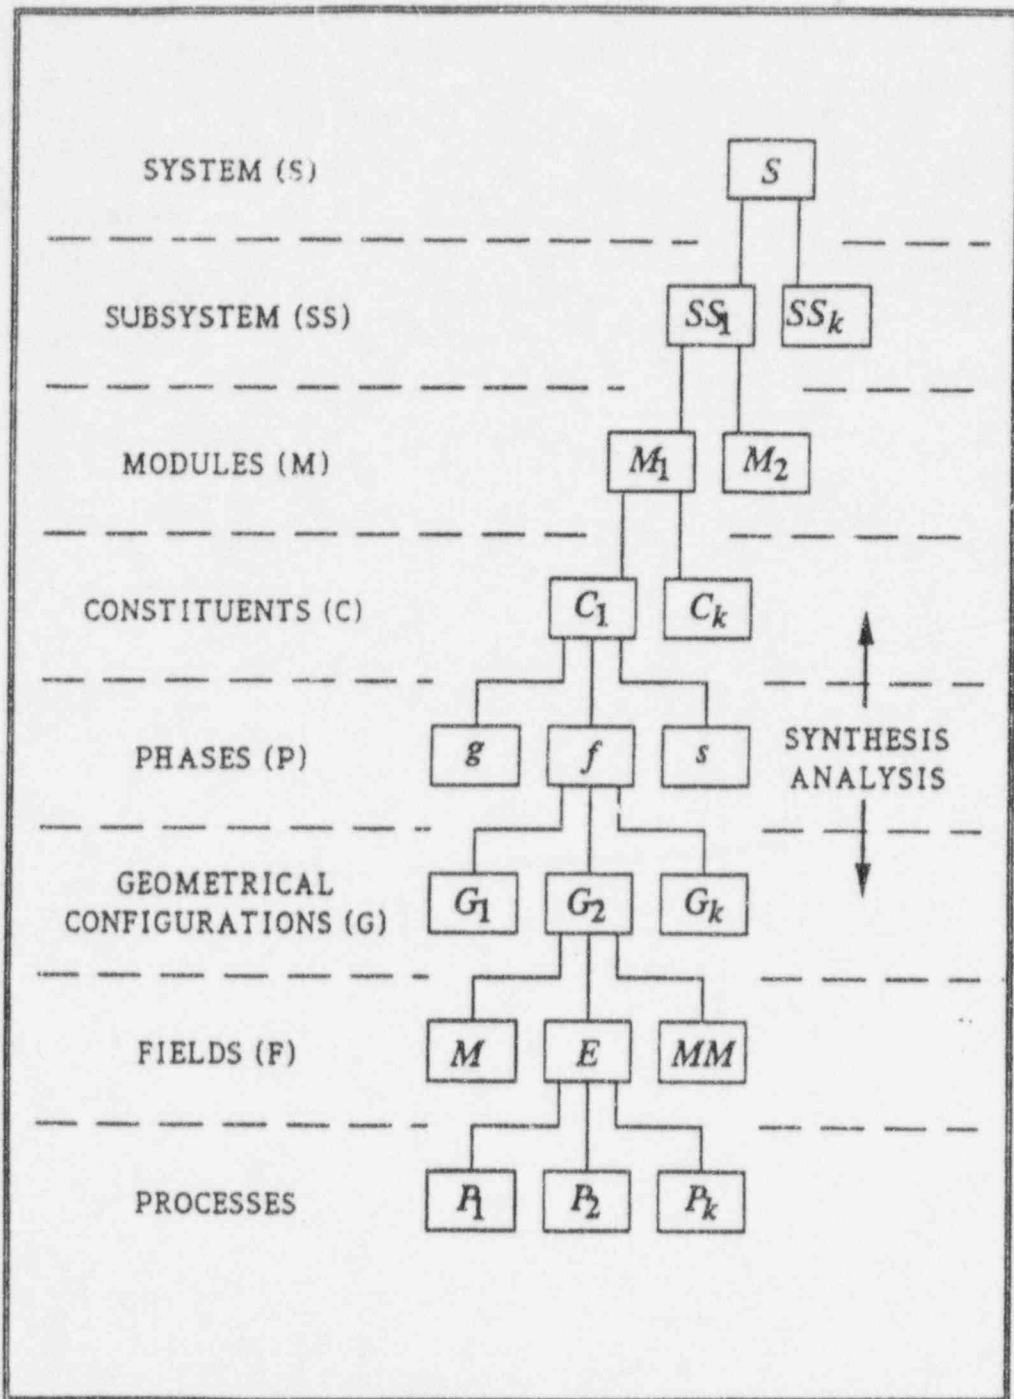 SYSTEM (S)
S
SUBSYSTEM (SS)
SS₁ SSₖ
MODULES (M)
M₁ M₂
CONSTITUENTS (C)
C₁ Cₖ
PHASES (P)
g f s
SYNTHESIS
ANALYSIS
GEOMETRICAL
CONFIGURATIONS (G)
G₁ G₂ Gₖ
FIELDS (F)
M E MM
PROCESSES
P₁ P₂ Pₖ